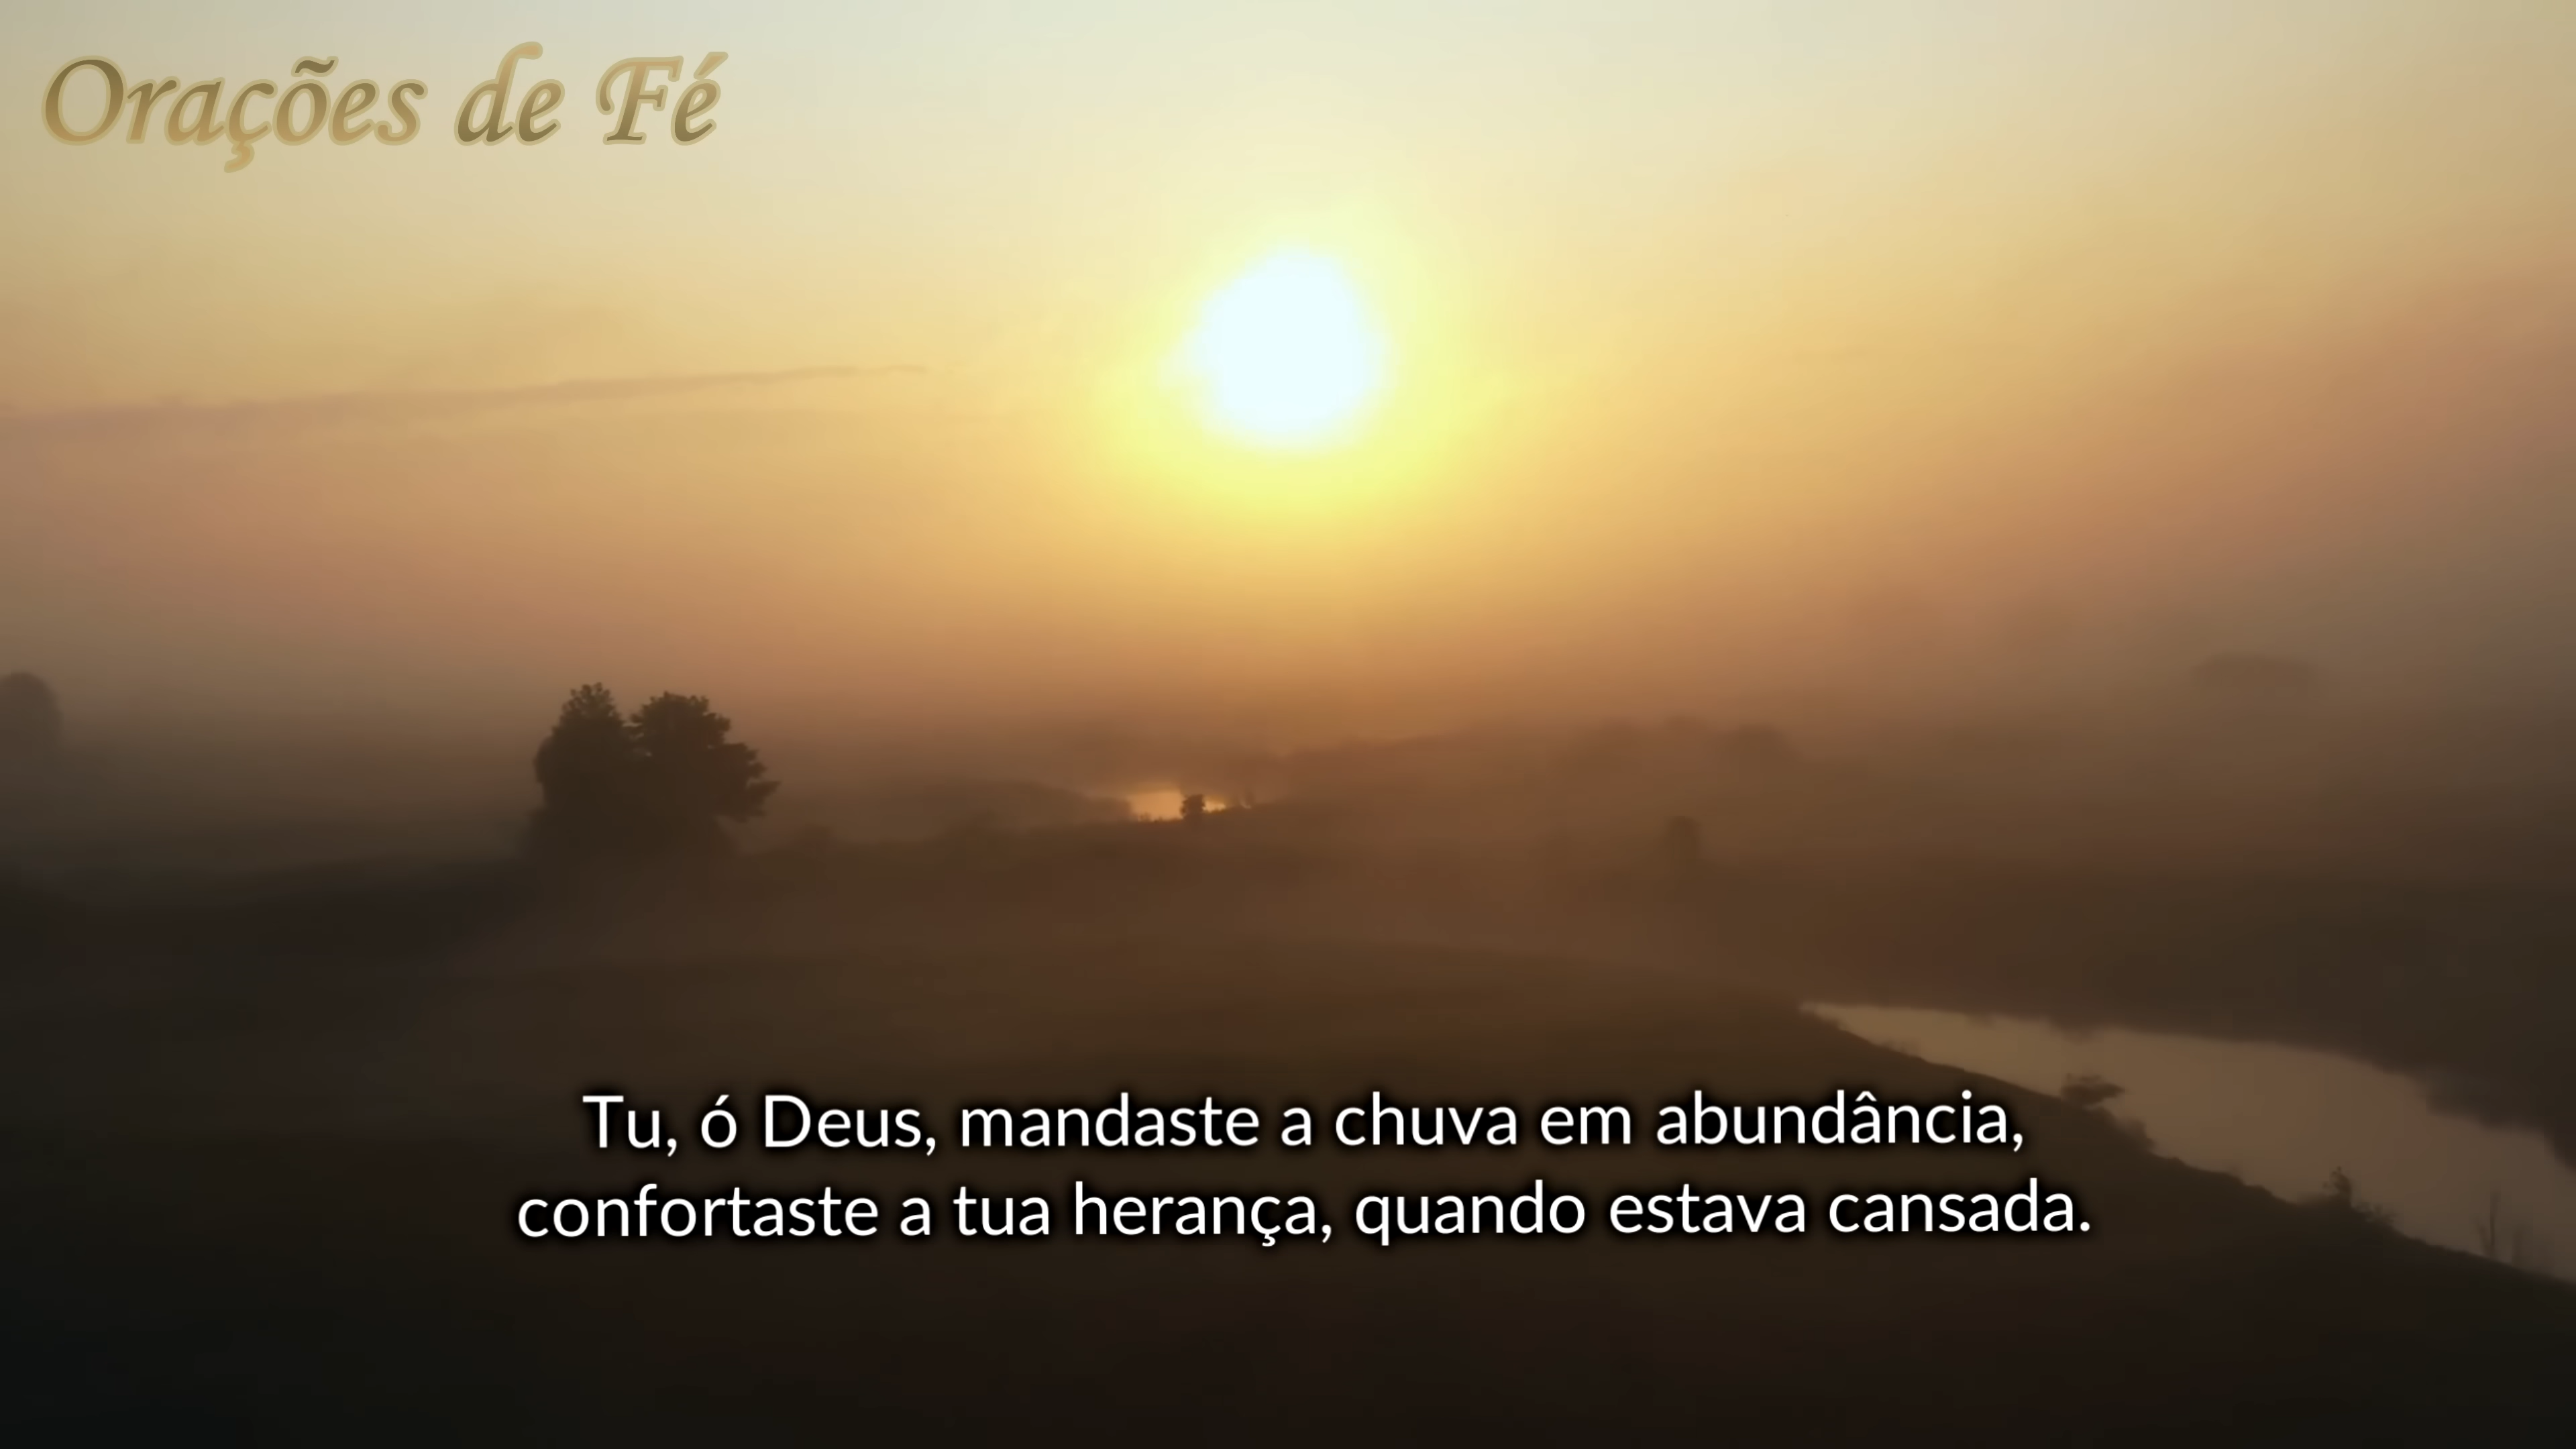 Orações de Fé
Tu, ó Deus, mandaste a chuva em abundância,
confortaste a tua herança, quando estava cansada.